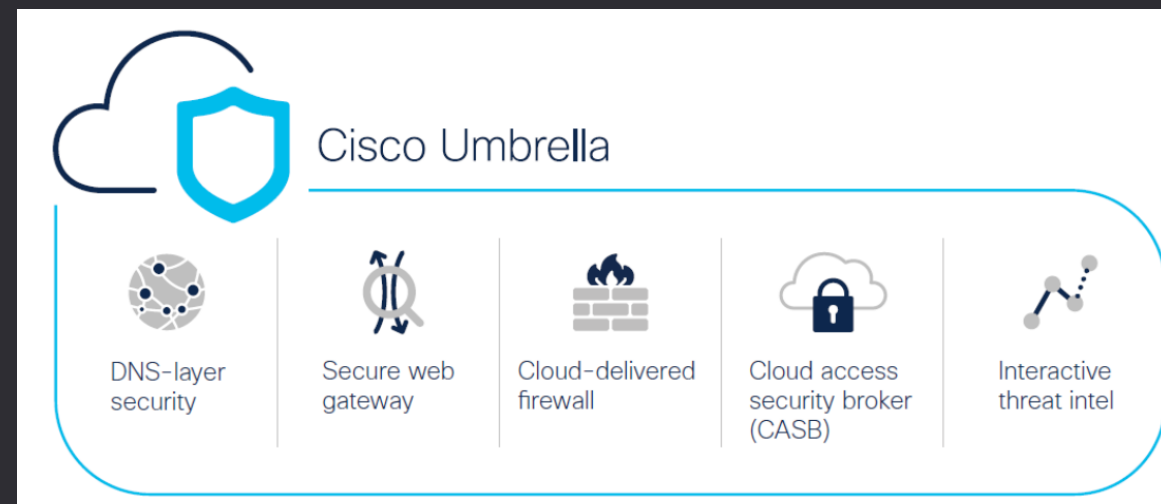 Cisco Umbrella
DNS-layer
security
Secure web
gateway
Cloud-delivered
firewall
Cloud access
security broker
(CASB)
Interactive
threat intel